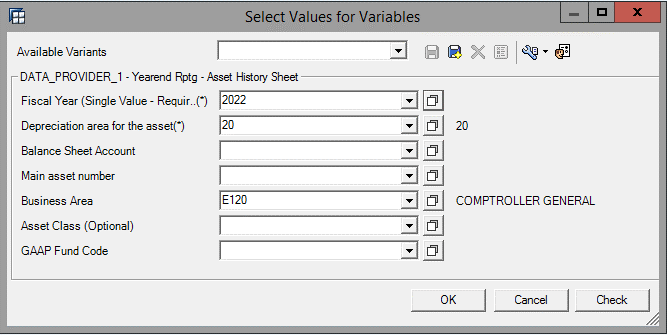 Select Values for Variables
Available Variants
DATA_PROVIDER_1 - Yearend Rptg - Asset History Sheet
Fiscal Year (Single Value - Requir..(*) 2022
Depreciation area for the asset(*) 20 20
Balance Sheet Account
Main asset number
Business Area E120 COMPTROLLER GENERAL
Asset Class (Optional)
GAAP Fund Code
OK Cancel Check